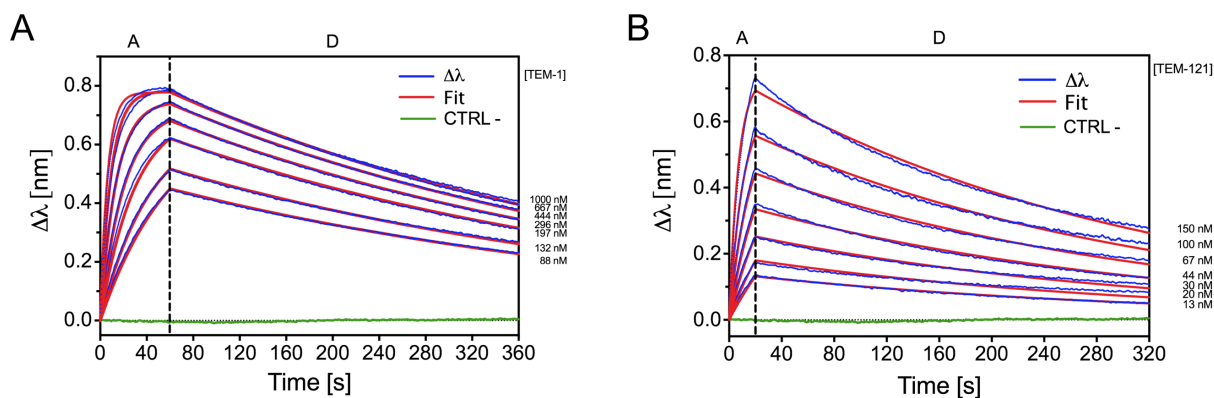 A
A D
[TEM-1]
Δλ
Fit
CTRL -
Δλ [nm]
0.8
0.6
0.4
0.2
0.0
1000 nM
667 nM
444 nM
296 nM
197 nM
132 nM
88 nM
0 40 80 120 160 200 240 280 320 360
Time [s]
B
A D
[TEM-121]
Δλ
Fit
CTRL -
Δλ [nm]
0.8
0.6
0.4
0.2
0.0
150 nM
100 nM
67 nM
44 nM
30 nM
20 nM
13 nM
0 40 80 120 160 200 240 280 320
Time [s]